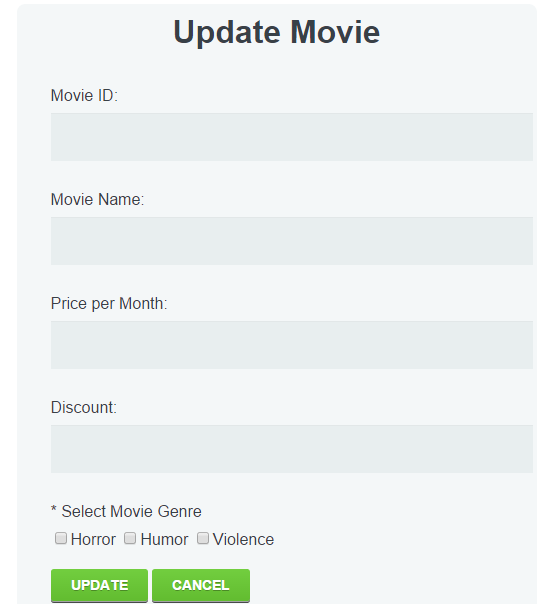 Update Movie
Movie ID:
Movie Name:
Price per Month:
Discount:
* Select Movie Genre
Horror Humor Violence
UPDATE CANCEL